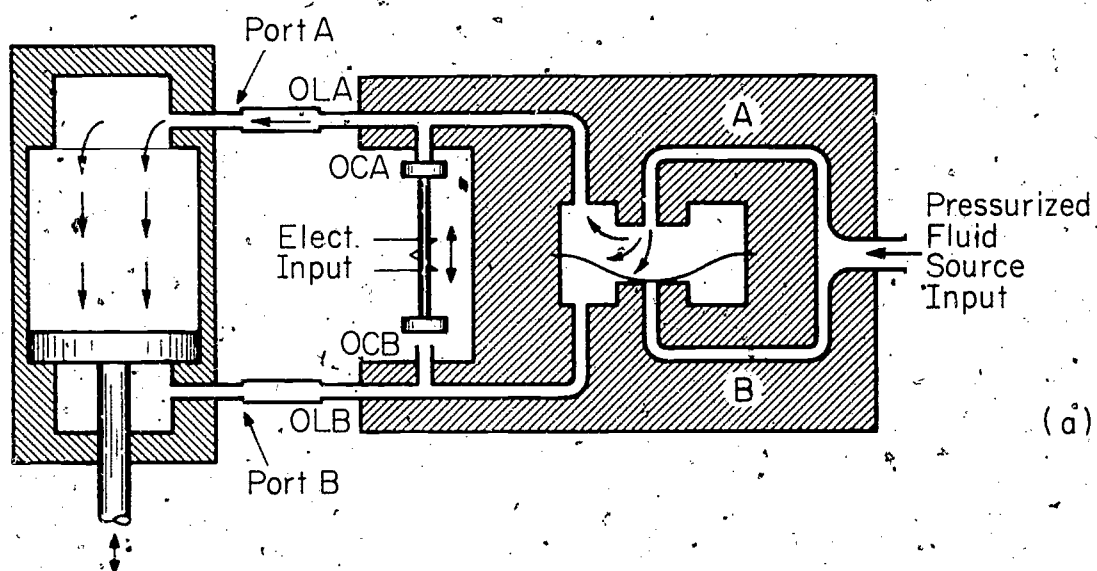 Port A
OLA
A
OCA
Elect.
Input
Pressurized
Fluid
Source
Input
OCB
B
OLB
Port B
(a)